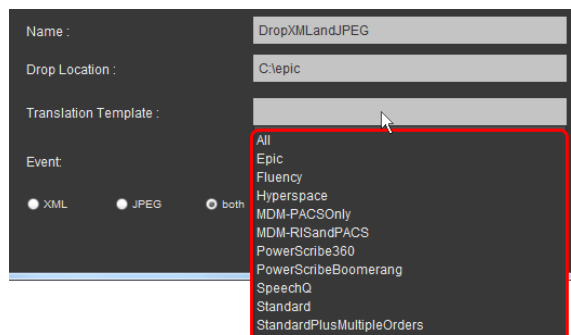 Name :
DropXMLandJPEG
Drop Location :
C:\epic
Translation Template :
All
Epic
Event:
Fluency
Hyperspace
XML
JPEG
both
MDM-PACSOnly
MDM-RISandPACS
PowerScribe360
PowerScribeBoomerang
SpeechQ
Standard
StandardPlusMultipleOrders